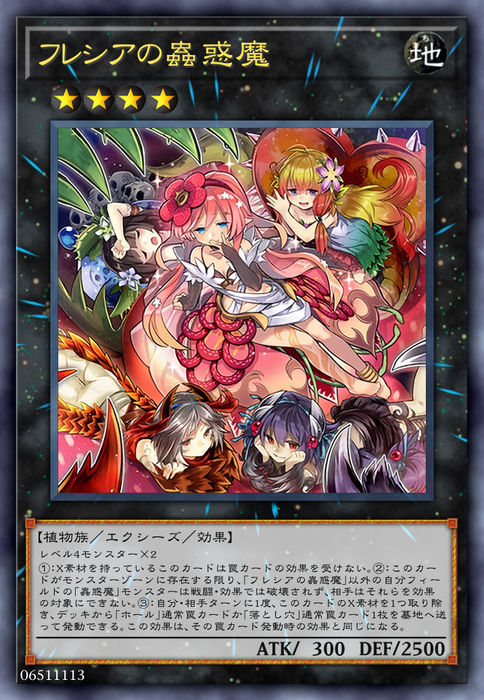 フレシアの蟲惑魔
ち
地
【植物族／エクシーズ／効果】
レベル4モンスター×2
①:X素材を持っているこのカードは罠カードの効果を受けない。②:このカー
ドがモンスターゾーンに存在する限り、「フレシアの蟲惑魔」以外の自分フィー
ルドの「蟲惑魔」モンスターは戦闘・効果では破壊されず、相手はそれらを効果
の対象にできない。③:自分・相手ターンに1度、このカードのX素材を1つ取り除
き、デッキから「ホール」通常罠カードか「落とし穴」通常罠カード1枚を墓地へ送
って発動できる。この効果は、その罠カード発動時の効果と同じになる。
ATK/ 300 DEF/2500
06511113